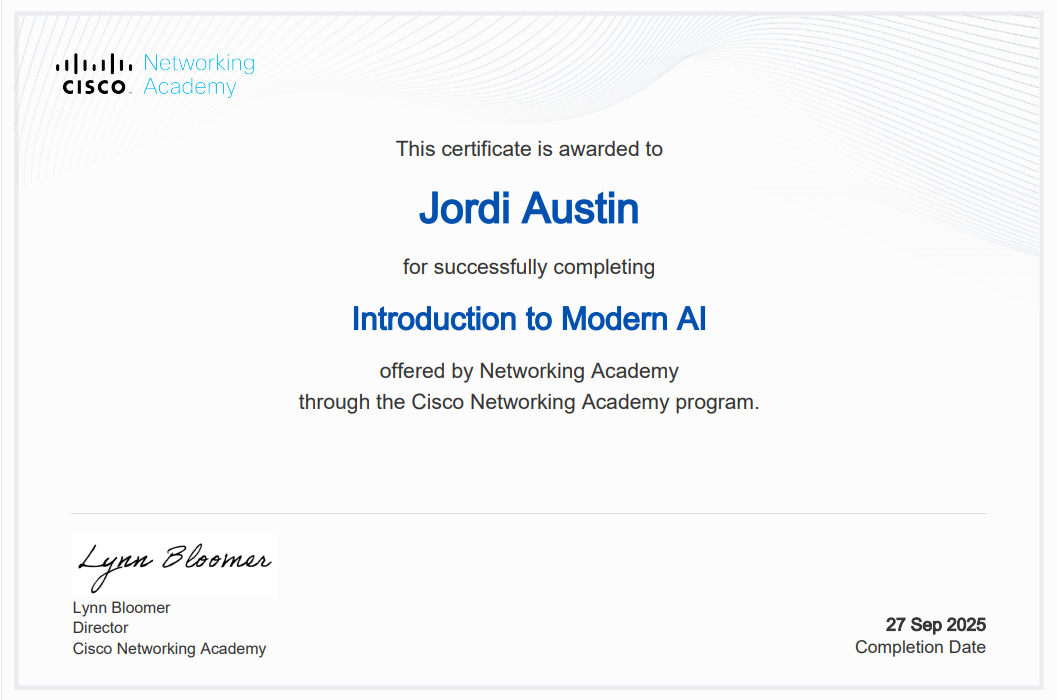 Networking
CISCO Academy
This certificate is awarded to
Jordi Austin
for successfully completing
Introduction to Modern AI
offered by Networking Academy
through the Cisco Networking Academy program.
Lynn Bloomer
Lynn Bloomer
Director
Cisco Networking Academy
27 Sep 2025
Completion Date